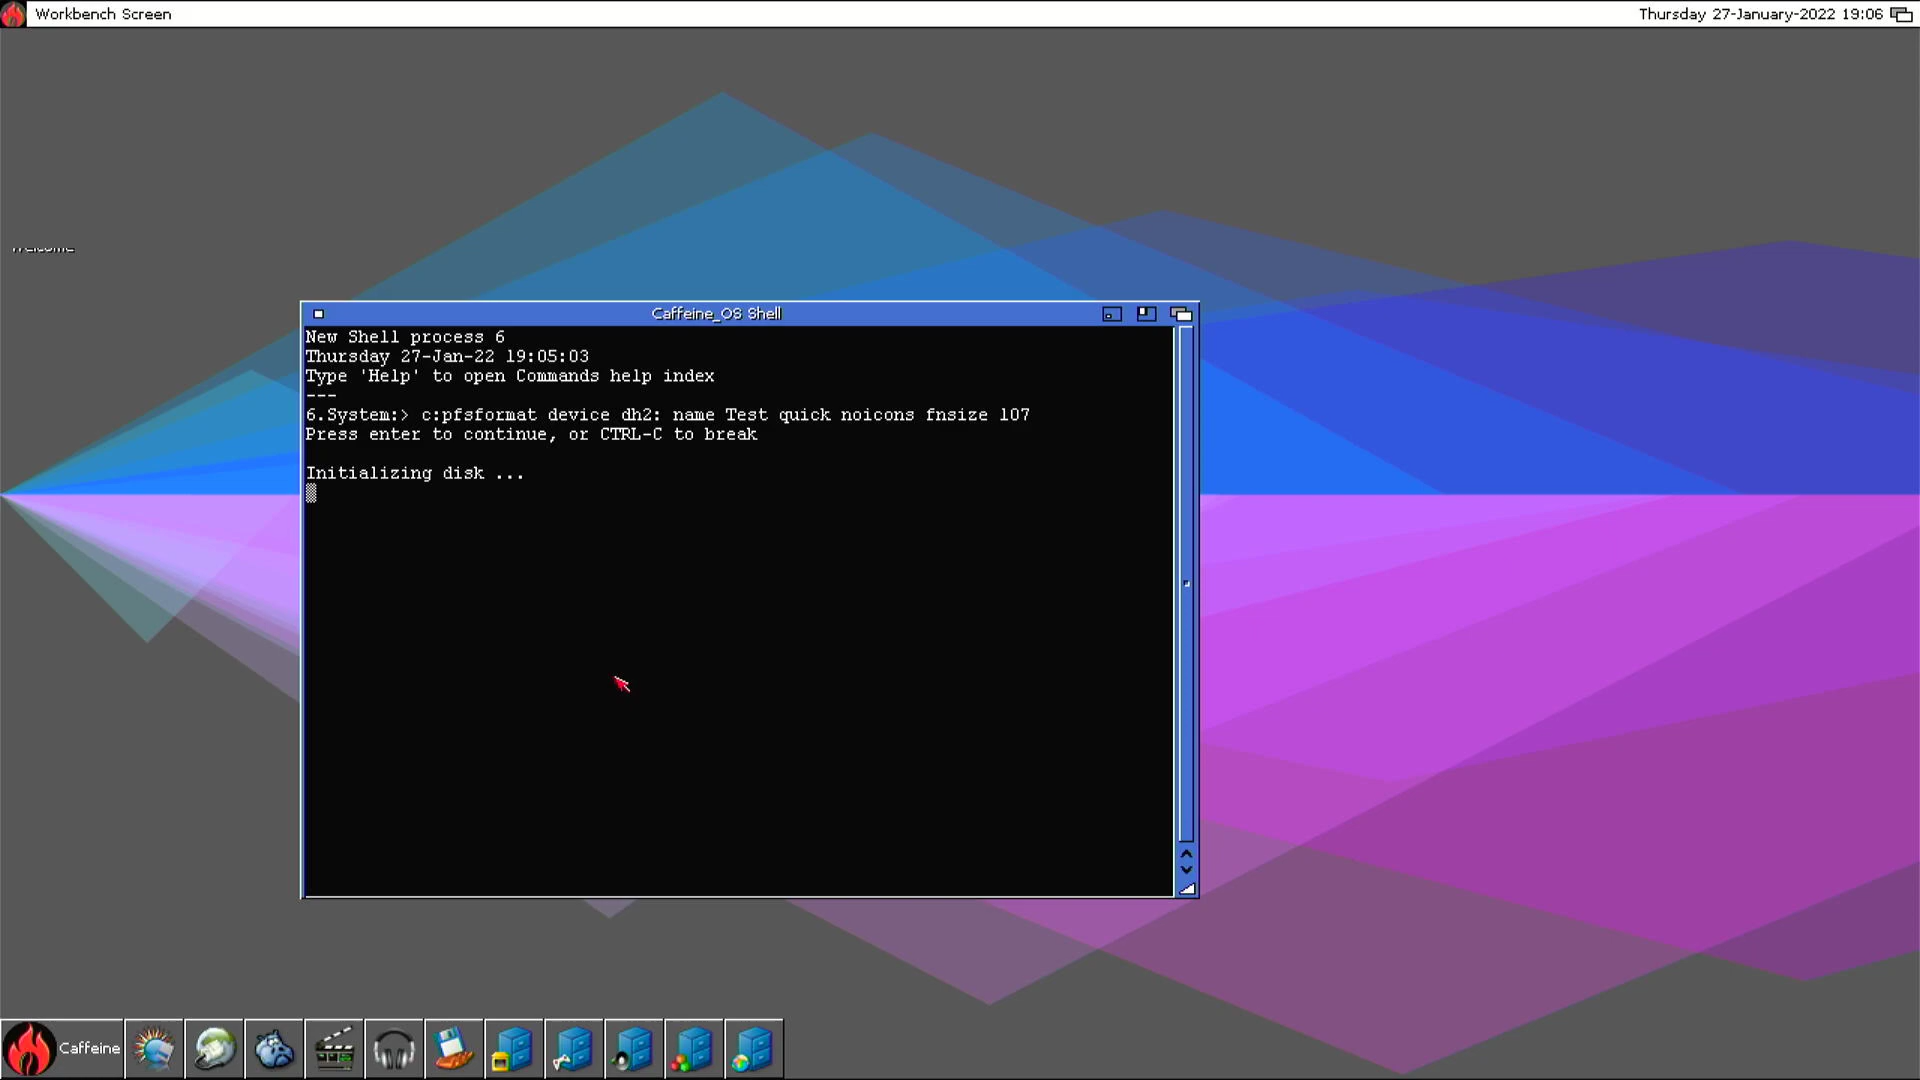 Workbench Screen
Thursday 27-January-2022 19:06
Welcome
Caffeine_OS Shell
New Shell process 6
Thursday 27-Jan-22 19:05:03
Type 'Help' to open Commands help index
---
6.System:> c:pfsformat device dh2: name Test quick noicons fnsize 107
Press enter to continue, or CTRL-C to break
Initializing disk ...
Caffeine